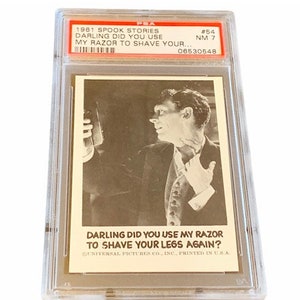 PSA
1961 SPOOK STORIES #54
DARLING DID YOU USE NM 7
MY RAZOR TO SHAVE YOUR... 06530548
DARLING DID YOU USE MY RAZOR
TO SHAVE YOUR LEGS AGAIN?
©UNIVERSAL PICTURES CO., INC., PRINTED IN U.S.A.